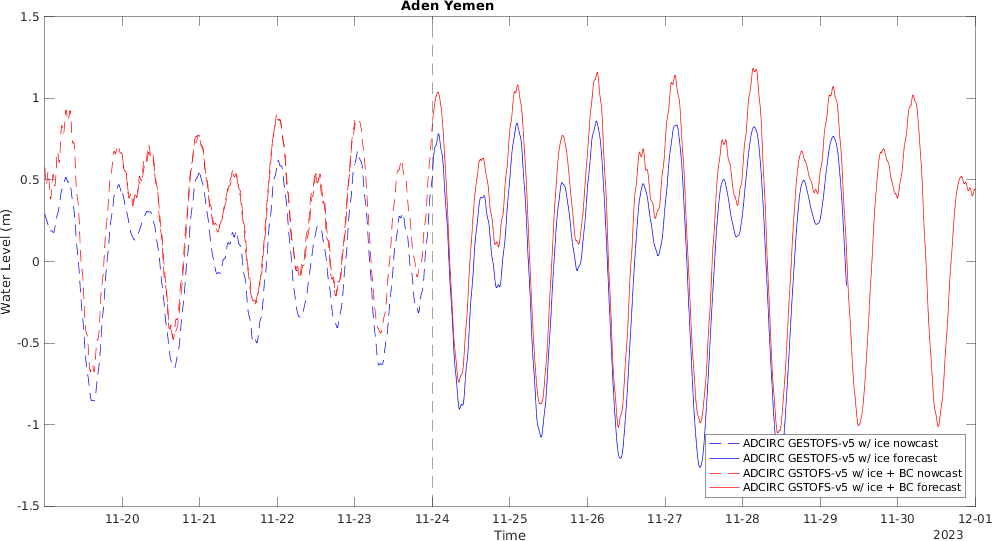 Aden Yemen
1.5
1
0.5
0
-0.5
-1
-1.5
Water Level (m)
ADCIRC GESTOFS-v5 w/ ice nowcast
ADCIRC GESTOFS-v5 w/ ice forecast
ADCIRC GSTOFS-v5 w/ ice + BC nowcast
ADCIRC GSTOFS-v5 w/ ice + BC forecast
11-20 11-21 11-22 11-23 11-24 11-25 11-26 11-27 11-28 11-29 11-30 12-01
Time
2023